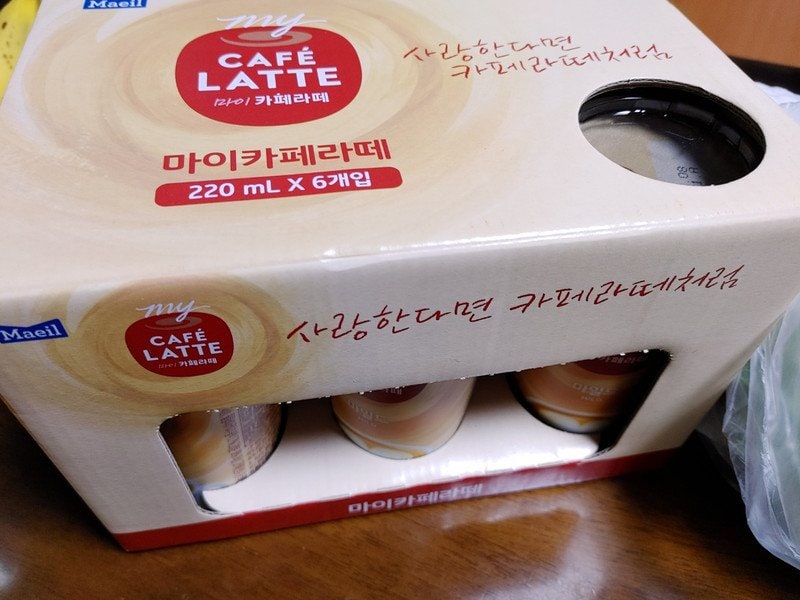 Maeil
my
CAFÉ
LATTE
마이 카페라떼
사랑한다면
카페라떼처럼
마이카페라떼
220 mL X 6개입
Maeil
my
CAFÉ
LATTE
마이 카페라떼
사랑한다면 카페라떼처럼
마이카페라떼